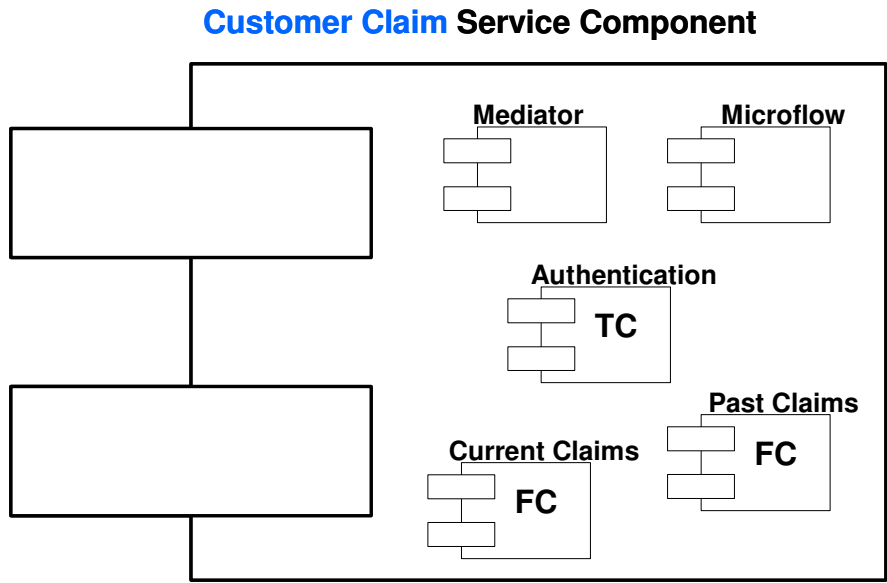 Customer Claim Service Component
Mediator
Microflow
Authentication
TC
Past Claims
FC
Current Claims
FC